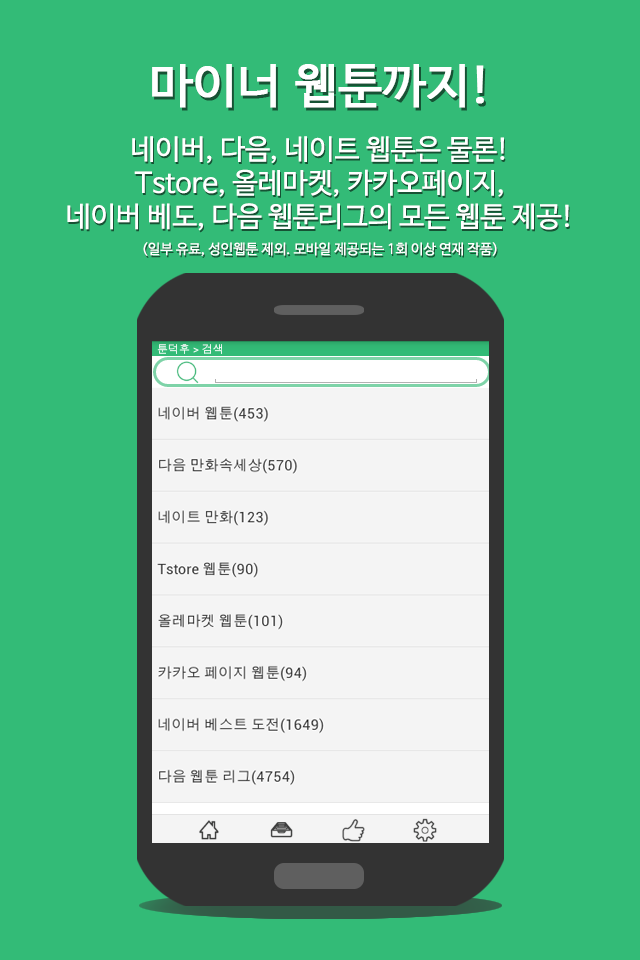 마이너 웹툰까지!
네이버, 다음, 네이트 웹툰은 물론!
Tstore, 올레마켓, 카카오페이지,
네이버 베도, 다음 웹툰리그의 모든 웹툰 제공!
(일부 유료, 성인웹툰 제외. 모바일 제공되는 1회 이상 연재 작품)
툰덕후 > 검색
네이버 웹툰(453)
다음 만화속세상(570)
네이트 만화(123)
Tstore 웹툰(90)
올레마켓 웹툰(101)
카카오 페이지 웹툰(94)
네이버 베스트 도전(1649)
다음 웹툰 리그(4754)